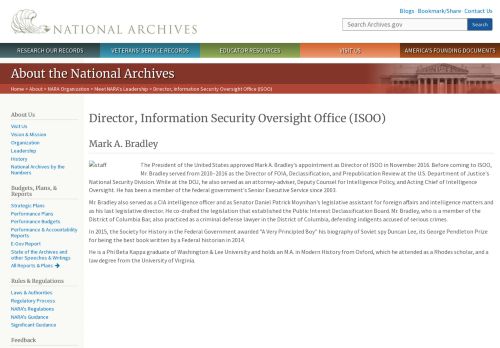 Blogs · Bookmark/Share · Contact Us
NATIONAL ARCHIVES
Search Archives.gov
Search
RESEARCH OUR RECORDS
VETERANS' SERVICE RECORDS
EDUCATOR RESOURCES
VISIT US
AMERICA'S FOUNDING DOCUMENTS
About the National Archives
Home > About > NARA Organization > Meet NARA's Leadership > Director, Information Security Oversight Office (ISOO)
About Us
Visit Us
Vision & Mission
Organization
Leadership
History
National Archives by the
Numbers
Budgets, Plans, &
Reports
Strategic Plans
Performance Plans
Performance Budgets
Performance & Accountability
Reports
E-Gov Report
State of the Archives and
other Speeches & Writings
All Reports & Plans
Rules & Regulations
Laws & Authorities
Regulatory Process
NARA's Regulations
NARA's Guidance
Significant Guidance
Feedback
Director, Information Security Oversight Office (ISOO)
Mark A. Bradley
staff
The President of the United States approved Mark A. Bradley's appointment as Director of ISOO in November 2016. Before coming to ISOO,
Mr. Bradley served from 2010–2016 as the Director of FOIA, Declassification, and Prepublication Review at the U.S. Department of Justice's
National Security Division. While at the DOJ, he also served as an attorney-adviser, Deputy Counsel for Intelligence Policy, and Acting Chief of Intelligence
Oversight. He has been a member of the federal government's Senior Executive Service since 2003.
Mr. Bradley also served as a CIA intelligence officer and as Senator Daniel Patrick Moynihan's legislative assistant for foreign affairs and intelligence matters and
as his last legislative director. He co-drafted the legislation that established the Public Interest Declassification Board. Mr. Bradley, who is a member of the
District of Columbia Bar, also practiced as a criminal defense lawyer in the District of Columbia, defending indigents accused of serious crimes.
In 2015, the Society for History in the Federal Government awarded "A Very Principled Boy" his biography of Soviet spy Duncan Lee, its George Pendleton Prize
for being the best book written by a Federal historian in 2014.
He is a Phi Beta Kappa graduate of Washington & Lee University and holds an M.A. in Modern History from Oxford, which he attended as a Rhodes scholar, and a
law degree from the University of Virginia.